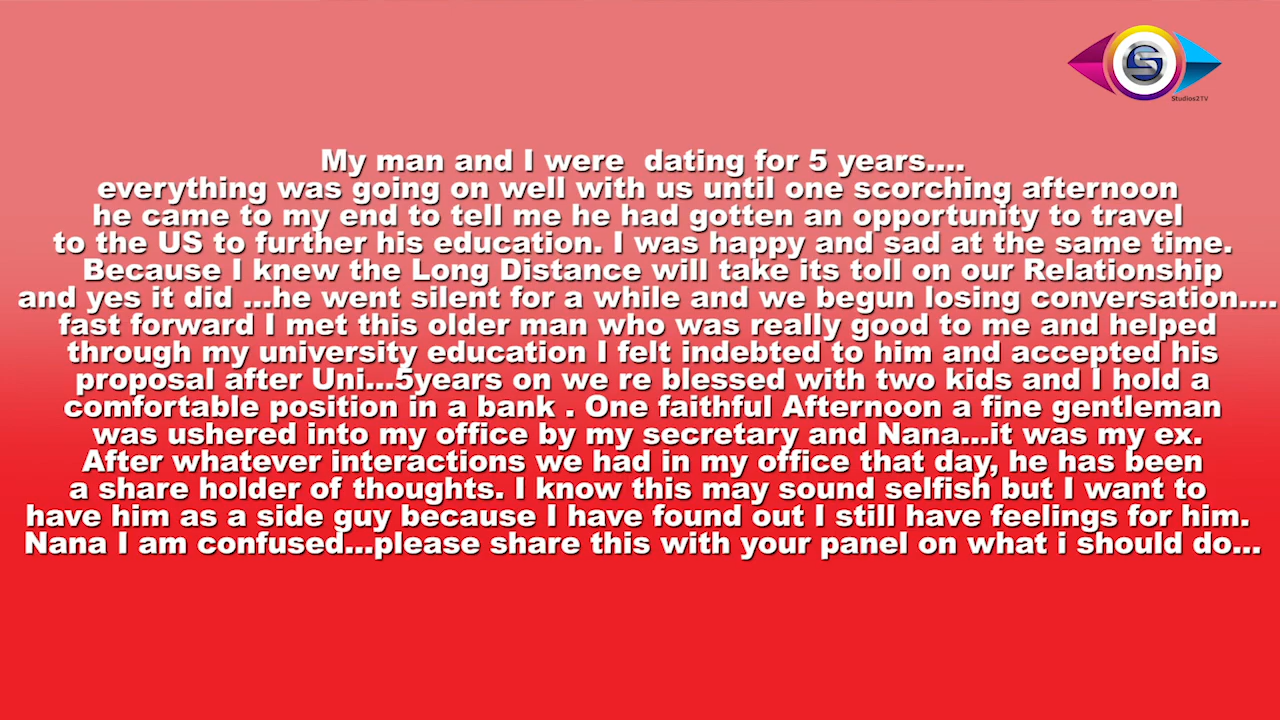 Studios2TV
My man and I were  dating for 5 years....
everything was going on well with us until one scorching afternoon
he came to my end to tell me he had gotten an opportunity to travel
to the US to further his education. I was happy and sad at the same time.
Because I knew the Long Distance will take its toll on our Relationship
and yes it did ...he went silent for a while and we begun losing conversation....
fast forward I met this older man who was really good to me and helped
through my university education I felt indebted to him and accepted his
proposal after Uni...5years on we re blessed with two kids and I hold a
comfortable position in a bank . One faithful Afternoon a fine gentleman
was ushered into my office by my secretary and Nana...it was my ex.
After whatever interactions we had in my office that day, he has been
a share holder of thoughts. I know this may sound selfish but I want to
have him as a side guy because I have found out I still have feelings for him.
Nana I am confused...please share this with your panel on what i should do...